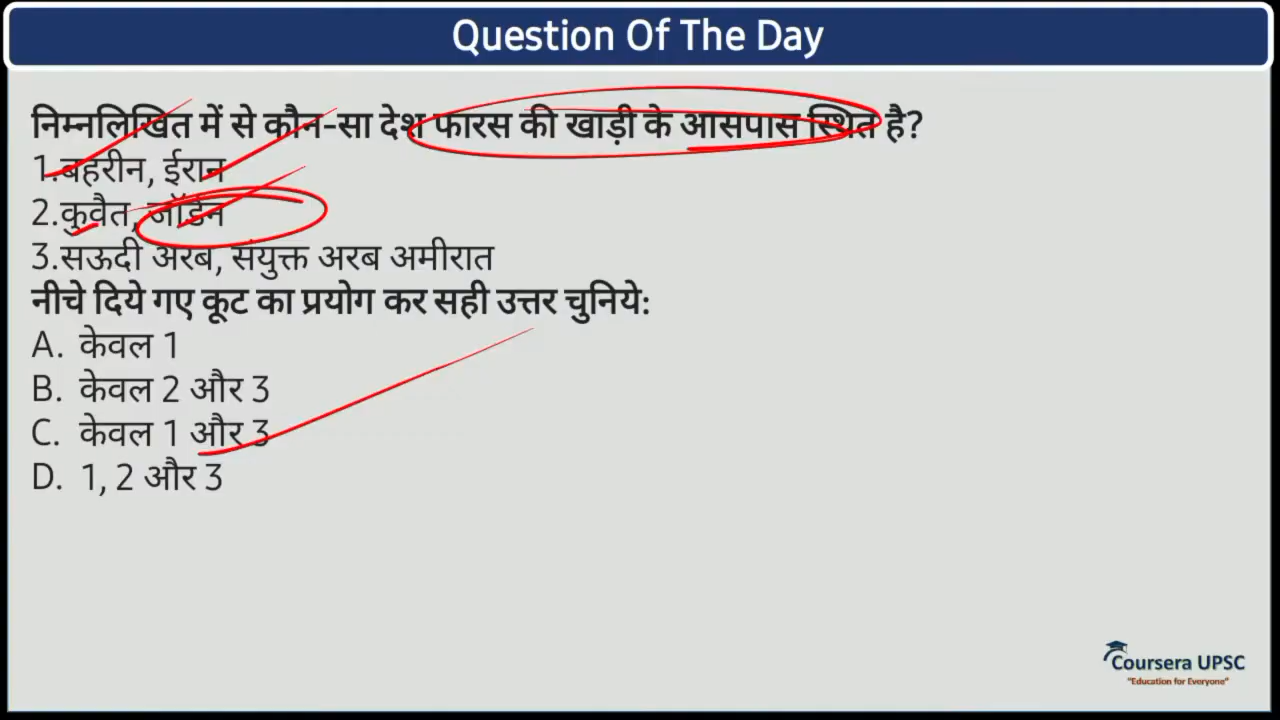 Question Of The Day
निम्नलिखित में से कौन-सा देश फारस की खाड़ी के आसपास स्थित है?
1.बहरीन, ईरान
2.कुवैत, जॉर्डन
3.सऊदी अरब, संयुक्त अरब अमीरात
नीचे दिये गए कूट का प्रयोग कर सही उत्तर चुनिये:
A. केवल 1
B. केवल 2 और 3
C. केवल 1 और 3
D. 1, 2 और 3
Coursera UPSC
"Education for Everyone"